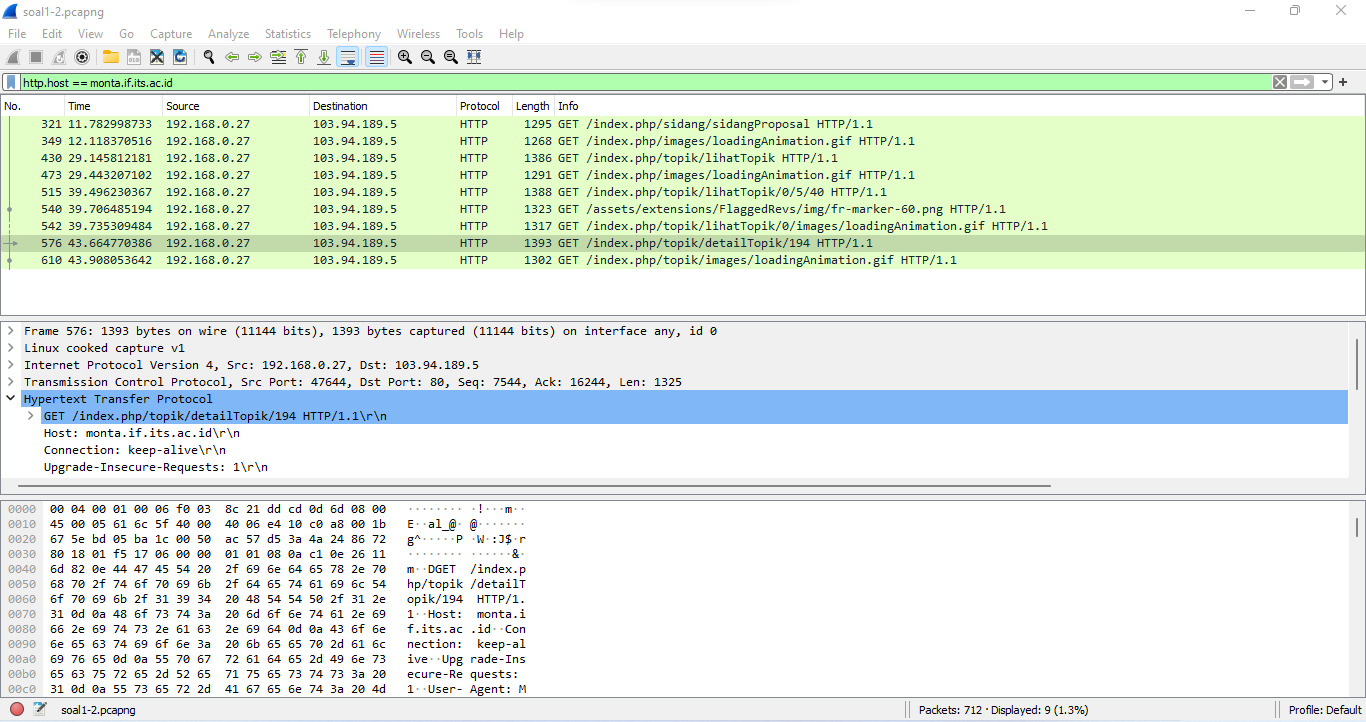 soal1-2.pcapng
File Edit View Go Capture Analyze Statistics Telephony Wireless Tools Help
http.host == monta.if.its.ac.id
No. Time Source Destination Protocol Length Info
321 11.782998733 192.168.0.27 103.94.189.5 HTTP 1295 GET /index.php/sidang/sidangProposal HTTP/1.1
349 12.118370516 192.168.0.27 103.94.189.5 HTTP 1268 GET /index.php/images/loadingAnimation.gif HTTP/1.1
430 29.145812181 192.168.0.27 103.94.189.5 HTTP 1386 GET /index.php/topik/lihatTopik HTTP/1.1
473 29.443207102 192.168.0.27 103.94.189.5 HTTP 1291 GET /index.php/images/loadingAnimation.gif HTTP/1.1
515 39.496230367 192.168.0.27 103.94.189.5 HTTP 1388 GET /index.php/topik/lihatTopik/0/5/40 HTTP/1.1
540 39.706485194 192.168.0.27 103.94.189.5 HTTP 1323 GET /assets/extensions/FlaggedRevs/img/fr-marker-60.png HTTP/1.1
542 39.735309484 192.168.0.27 103.94.189.5 HTTP 1317 GET /index.php/topik/lihatTopik/0/images/loadingAnimation.gif HTTP/1.1
576 43.664770386 192.168.0.27 103.94.189.5 HTTP 1393 GET /index.php/topik/detailTopik/194 HTTP/1.1
610 43.908053642 192.168.0.27 103.94.189.5 HTTP 1302 GET /index.php/topik/images/loadingAnimation.gif HTTP/1.1
Frame 576: 1393 bytes on wire (11144 bits), 1393 bytes captured (11144 bits) on interface any, id 0
Linux cooked capture v1
Internet Protocol Version 4, Src: 192.168.0.27, Dst: 103.94.189.5
Transmission Control Protocol, Src Port: 47644, Dst Port: 80, Seq: 7544, Ack: 16244, Len: 1325
Hypertext Transfer Protocol
GET /index.php/topik/detailTopik/194 HTTP/1.1\r\n
Host: monta.if.its.ac.id\r\n
Connection: keep-alive\r\n
Upgrade-Insecure-Requests: 1\r\n
0000 00 04 00 01 00 06 f0 03 8c 21 dd cd 0d 6d 08 00 ········ ·!···m··
0010 45 00 05 61 6c 5f 40 00 40 06 e4 10 c0 a8 00 1b E··al_@· @·······
0020 67 5e bd 05 ba 1c 00 50 ac 57 d5 3a 4a 24 86 72 g^·····P ·W·:J$·r
0030 80 18 01 f5 17 06 00 00 01 01 08 0a c1 0e 26 11 ········ ······&·
0040 6d 82 0e 44 47 45 54 20 2f 69 6e 64 65 78 2e 70 m··DGET /index.p
0050 68 70 2f 74 6f 70 69 6b 2f 64 65 74 61 69 6c 54 hp/topik /detailT
0060 6f 70 69 6b 2f 31 39 34 20 48 54 54 50 2f 31 2e opik/194 HTTP/1.
0070 31 0d 0a 48 6f 73 74 3a 20 6d 6f 6e 74 61 2e 69 1··Host: monta.i
0080 66 2e 69 74 73 2e 61 63 2e 69 64 0d 0a 43 6f 6e f.its.ac .id··Con
0090 6e 65 63 74 69 6f 6e 3a 20 6b 65 65 70 2d 61 6c nection: keep-al
00a0 69 76 65 0d 0a 55 70 67 72 61 64 65 2d 49 6e 73 ive··Upg rade-Ins
00b0 65 63 75 72 65 2d 52 65 71 75 65 73 74 73 3a 20 ecure-Re quests:
00c0 31 0d 0a 55 73 65 72 2d 41 67 65 6e 74 3a 20 4d 1··User- Agent: M
soal1-2.pcapng Packets: 712 · Displayed: 9 (1.3%) Profile: Default